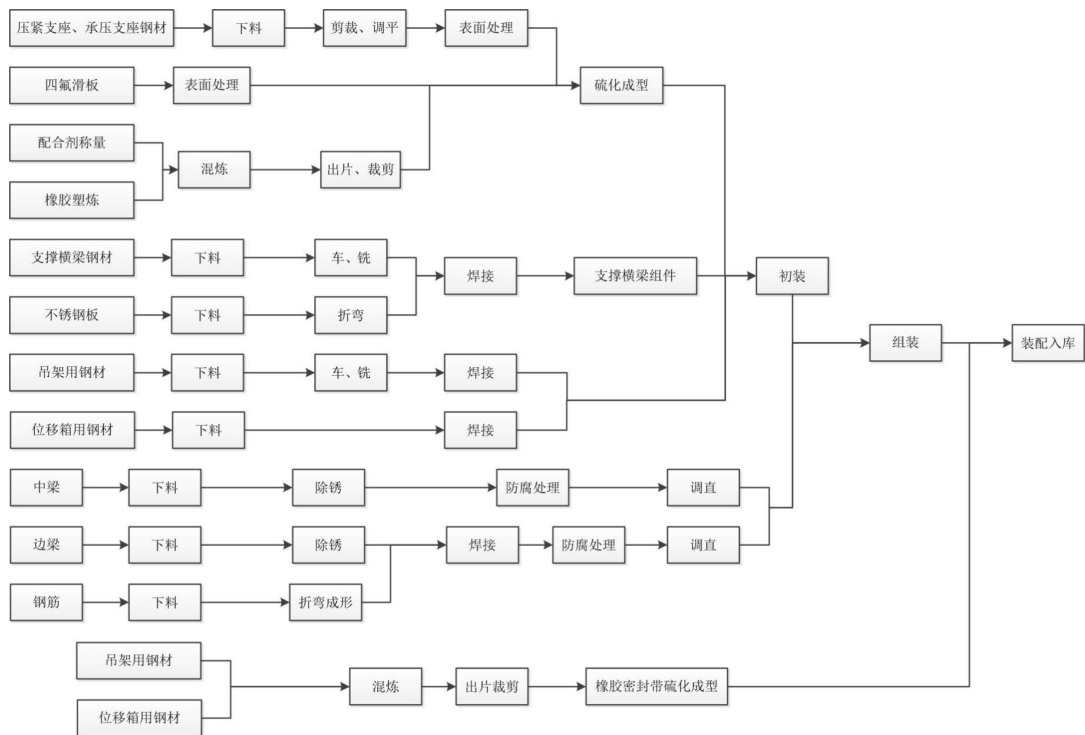 压紧支座、承压支座钢材 下料 剪裁、调平 表面处理
四氟滑板 表面处理 硫化成型
配合剂称量
混炼 出片、裁剪
橡胶塑炼
支撑横梁钢材 下料 车、铣 焊接 支撑横梁组件 初装
不锈钢板 下料 折弯
组装 装配入库
吊架用钢材 下料 车、铣 焊接
位移箱用钢材 下料 焊接
中梁 下料 除锈 防腐处理 调直
边梁 下料 除锈 焊接 防腐处理 调直
钢筋 下料 折弯成形
吊架用钢材
混炼 出片裁剪 橡胶密封带硫化成型
位移箱用钢材